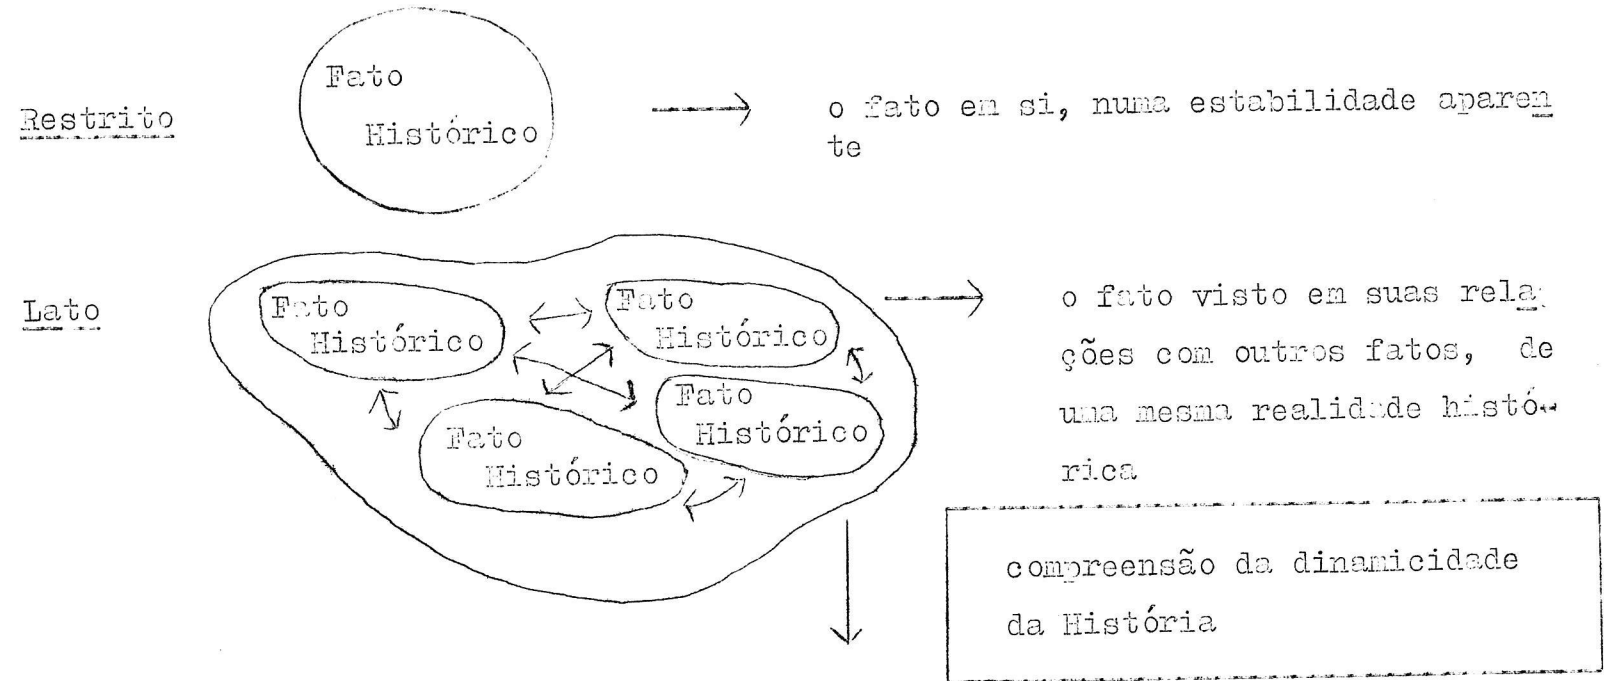 Restrito
Fato
Histórico
o fato em si, numa estabilidade aparen
te
Lato
Fato
Histórico
Fato
Histórico
Fato
Histórico
Fato
Histórico
o fato visto em suas rela
ções com outros fatos, de
uma mesma realidade histó-
rica
compreensão da dinamicidade
da História